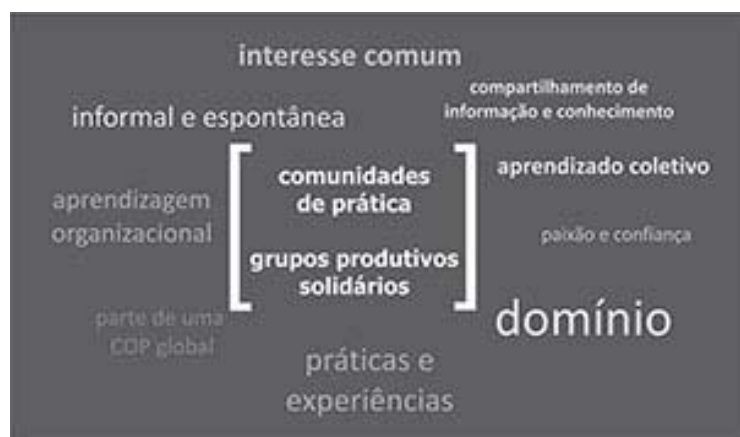 interesse comum
compartilhamento de
informação e conhecimento
informal e espontânea
comunidades
de prática
aprendizado coletivo
aprendizagem
organizacional
paixão e confiança
grupos produtivos
solidários
domínio
parte de uma
COP global
práticas e
experiências